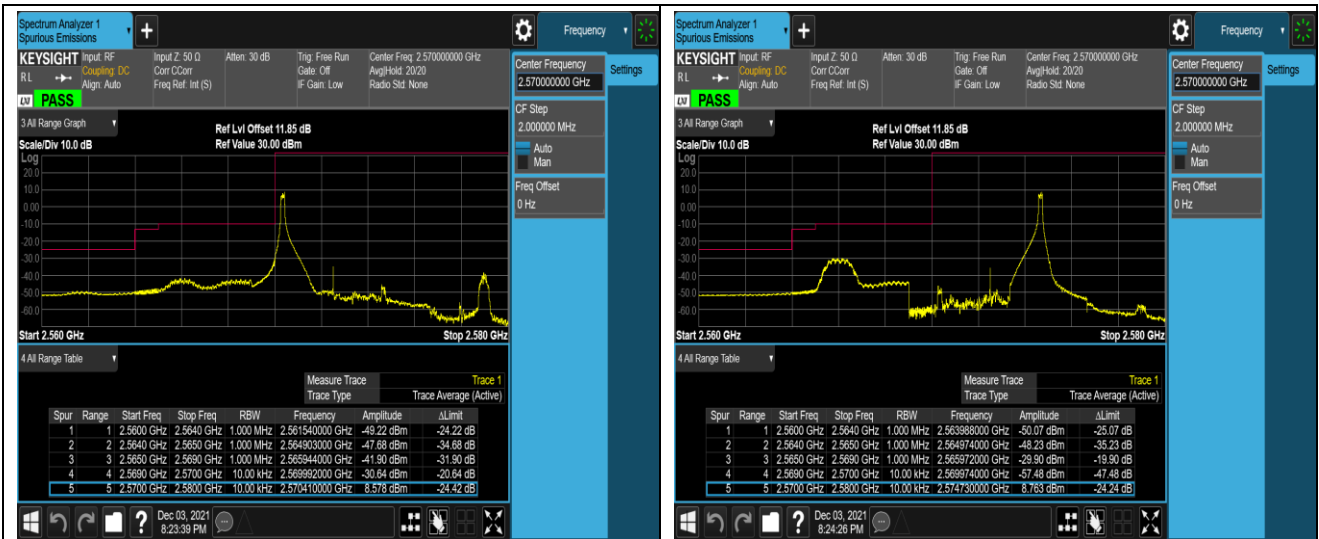 Spectrum Analyzer 1
Spurious Emissions
Frequency
KEYSIGHT
Input: RF
Coupling: DC
Align: Auto
Input Z: 50 Ω
Corr CCorr
Freq Ref: Int (S)
Atten: 30 dB
Trig: Free Run
Gate: Off
IF Gain: Low
Center Freq: 2.570000000 GHz
Avg|Hold: 20/20
Radio Std: None
RL
LXI
PASS
Center Frequency
2.570000000 GHz
Settings
CF Step
2.000000 MHz
Auto
Man
Freq Offset
0 Hz
3 All Range Graph
Ref Lvl Offset 11.85 dB
Scale/Div 10.0 dB
Ref Value 30.00 dBm
Log
20.0
10.0
0.00
-10.0
-20.0
-30.0
-40.0
-50.0
-60.0
Start 2.560 GHz
Stop 2.580 GHz
4 All Range Table
Measure Trace Trace 1
Trace Type Trace Average (Active)
Spur Range Start Freq Stop Freq RBW Frequency Amplitude ΔLimit
1 1 2.5600 GHz 2.5640 GHz 1.000 MHz 2.561540000 GHz -49.22 dBm -24.22 dB
2 2 2.5640 GHz 2.5650 GHz 1.000 MHz 2.564903000 GHz -47.68 dBm -34.68 dB
3 3 2.5650 GHz 2.5690 GHz 1.000 MHz 2.565944000 GHz -41.90 dBm -31.90 dB
4 4 2.5690 GHz 2.5700 GHz 10.00 kHz 2.569992000 GHz -30.64 dBm -20.64 dB
5 5 2.5700 GHz 2.5800 GHz 10.00 kHz 2.570410000 GHz 8.578 dBm -24.42 dB
?
Dec 03, 2021
8:23:39 PM
Spectrum Analyzer 1
Spurious Emissions
Frequency
KEYSIGHT
Input: RF
Coupling: DC
Align: Auto
Input Z: 50 Ω
Corr CCorr
Freq Ref: Int (S)
Atten: 30 dB
Trig: Free Run
Gate: Off
IF Gain: Low
Center Freq: 2.570000000 GHz
Avg|Hold: 20/20
Radio Std: None
RL
LXI
PASS
Center Frequency
2.570000000 GHz
Settings
CF Step
2.000000 MHz
Auto
Man
Freq Offset
0 Hz
3 All Range Graph
Ref Lvl Offset 11.85 dB
Scale/Div 10.0 dB
Ref Value 30.00 dBm
Log
20.0
10.0
0.00
-10.0
-20.0
-30.0
-40.0
-50.0
-60.0
Start 2.560 GHz
Stop 2.580 GHz
4 All Range Table
Measure Trace Trace 1
Trace Type Trace Average (Active)
Spur Range Start Freq Stop Freq RBW Frequency Amplitude ΔLimit
1 1 2.5600 GHz 2.5640 GHz 1.000 MHz 2.563988000 GHz -50.07 dBm -25.07 dB
2 2 2.5640 GHz 2.5650 GHz 1.000 MHz 2.564974000 GHz -48.23 dBm -35.23 dB
3 3 2.5650 GHz 2.5690 GHz 1.000 MHz 2.565972000 GHz -29.90 dBm -19.90 dB
4 4 2.5690 GHz 2.5700 GHz 10.00 kHz 2.569974000 GHz -57.48 dBm -47.48 dB
5 5 2.5700 GHz 2.5800 GHz 10.00 kHz 2.574730000 GHz 8.763 dBm -24.24 dB
?
Dec 03, 2021
8:24:26 PM